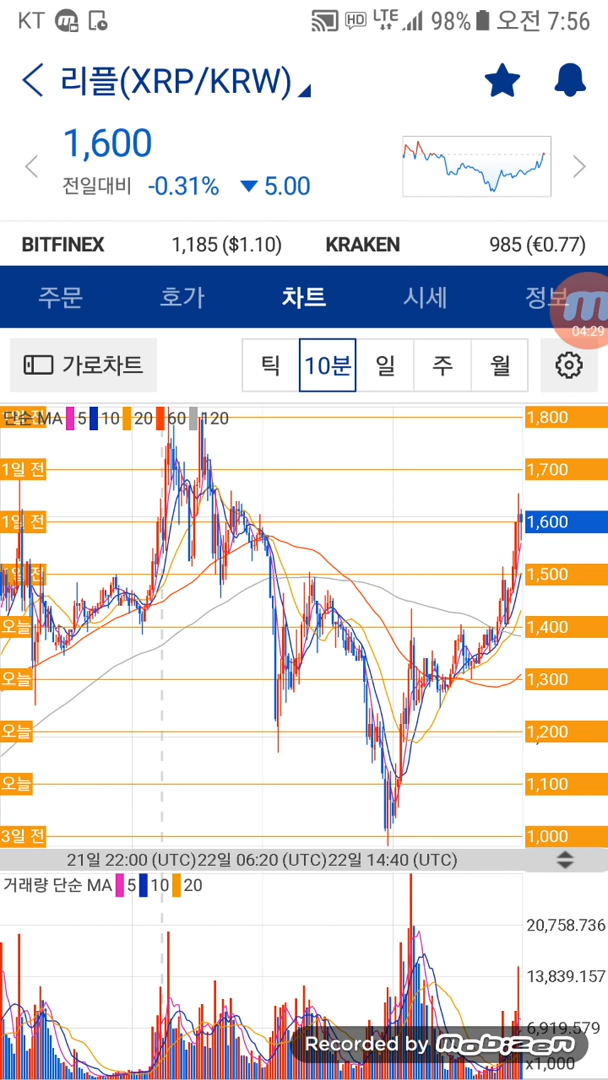 KT HD LTE 98% 오전 7:56
리플(XRP/KRW)
1,600
전일대비 -0.31% ▼ 5.00
BITFINEX 1,185 ($1.10) KRAKEN 985 (€0.77)
주문 호가 차트 시세 정보
04:29
가로차트 틱 10분 일 주 월
단순 MA 5 10 20 60 120
1,800
1일 전 1,700
1일 전 1,600
1일 전 1,500
오늘 1,400
오늘 1,300
오늘 1,200
오늘 1,100
3일 전 1,000
21일 22:00 (UTC) 22일 06:20 (UTC) 22일 14:40 (UTC)
거래량 단순 MA 5 10 20
20,758.736
13,839.157
6,919.579
Recorded by Mobizen
x1,000